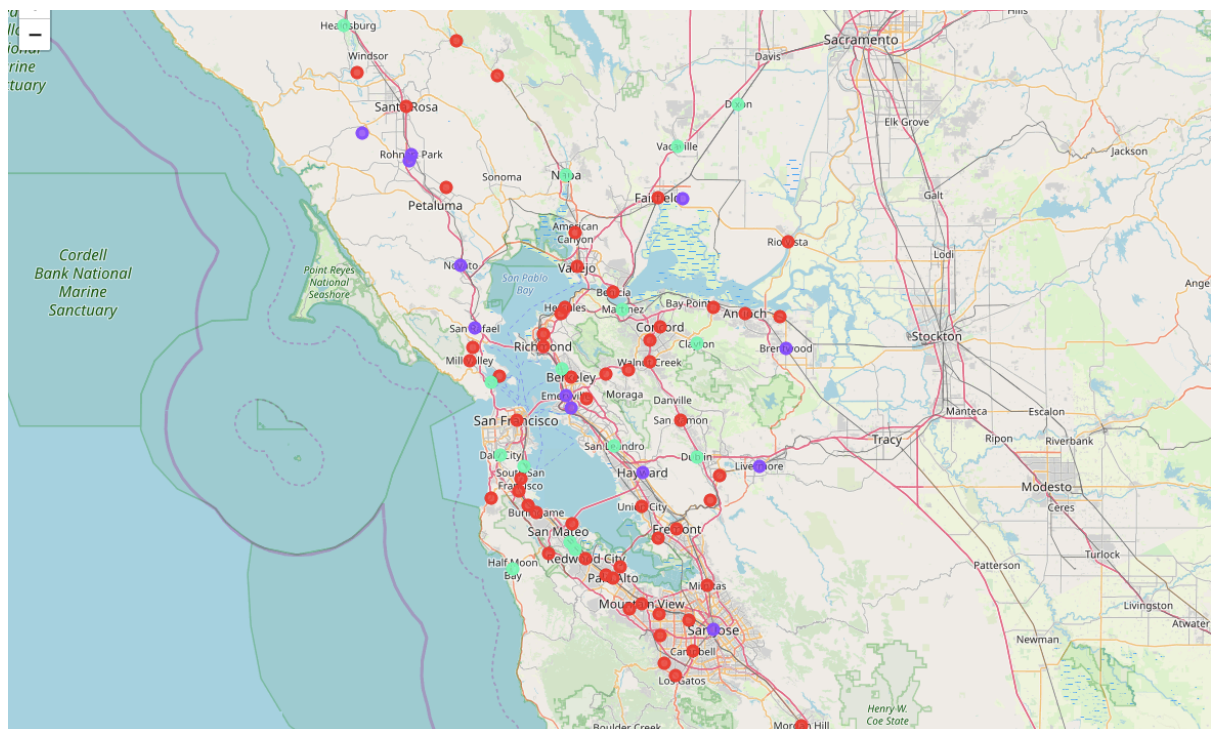 Healdsburg
Windsor
Santa Rosa
Rohnert Park
Sonoma
Petaluma
Napa
Novato
San Rafael
Mill Valley
Point Reyes
National
Seashore
Cordell
Bank National
Marine
Sanctuary
San Pablo
Bay
American
Canyon
Vallejo
Benicia
Hercules
Martinez
Richmond
Berkeley
Emeryville
Moraga
Walnut Creek
Concord
Clayton
Bay Point
Antioch
Brentwood
Fairfield
Vacaville
Dixon
Davis
Sacramento
Hills
Elk Grove
Jackson
Galt
Rio Vista
Lodi
Stockton
Manteca
Escalon
Ripon
Riverbank
Tracy
Modesto
Ceres
Turlock
Patterson
Livingston
Newman
Atwater
Danville
San Ramon
San Francisco
Daly City
South San
Francisco
San Leandro
Dublin
Livermore
Hayward
Union City
Burlingame
San Mateo
Fremont
Redwood City
Half Moon
Bay
Palo Alto
Milpitas
Mountain View
San Jose
Campbell
Los Gatos
Morgan Hill
Boulder Creek
Henry W.
Coe State
−